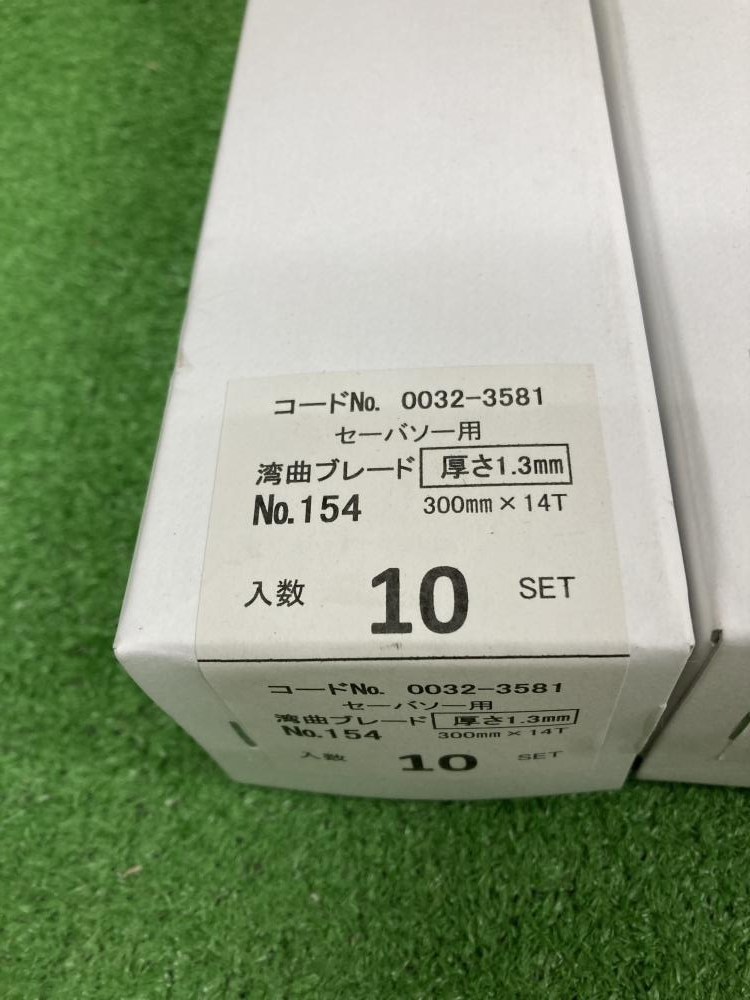 コードNo. 0032-3581
セーバソー用
湾曲ブレード 厚さ1.3mm
No.154 300mm×14T
入数 10 SET
コードNo. 0032-3581
セーバソー用
湾曲ブレード 厚さ1.3mm
No.154 300mm×14T
入数 10 SET